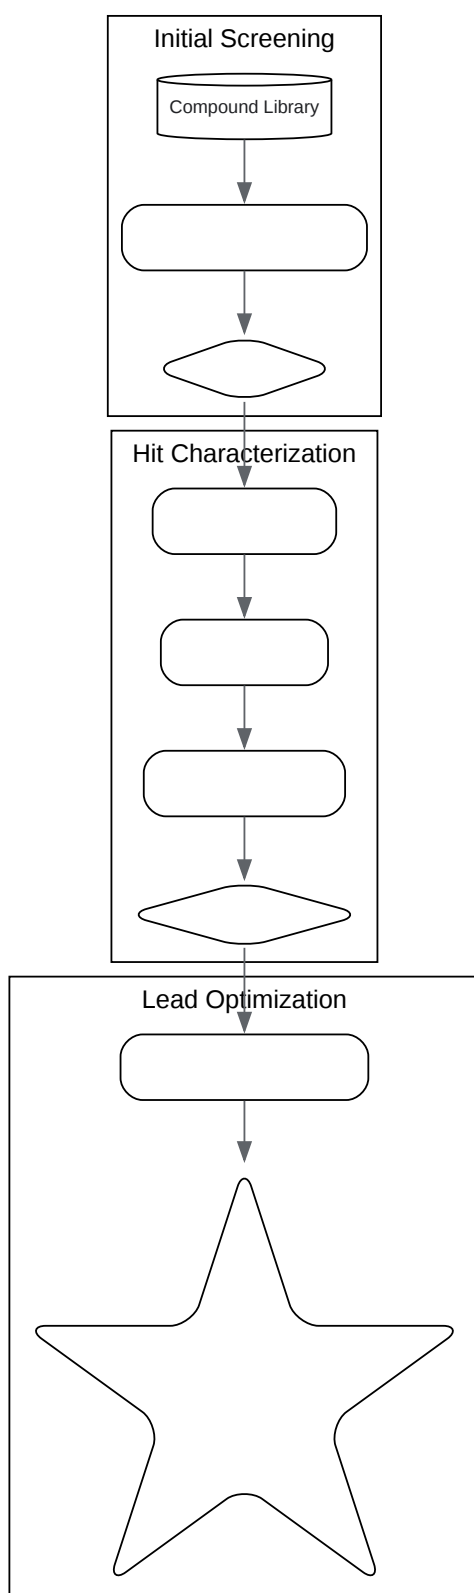 Initial Screening
Compound Library
Hit Characterization
Lead Optimization